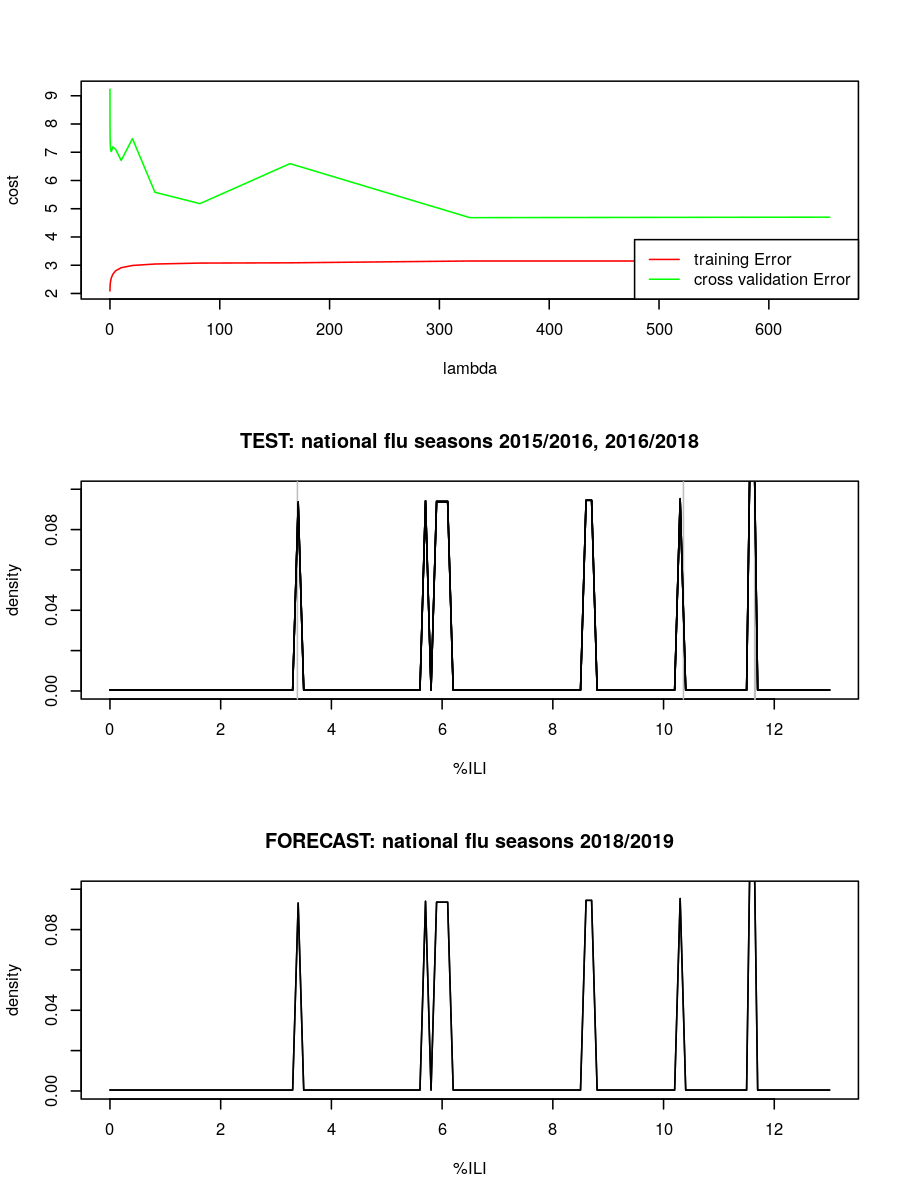 cost
9
8
7
6
5
4
3
2
training Error
cross validation Error
0 100 200 300 400 500 600
lambda
TEST: national flu seasons 2015/2016, 2016/2018
density
0.08
0.04
0.00
0 2 4 6 8 10 12
%ILI
FORECAST: national flu seasons 2018/2019
density
0.08
0.04
0.00
0 2 4 6 8 10 12
%ILI